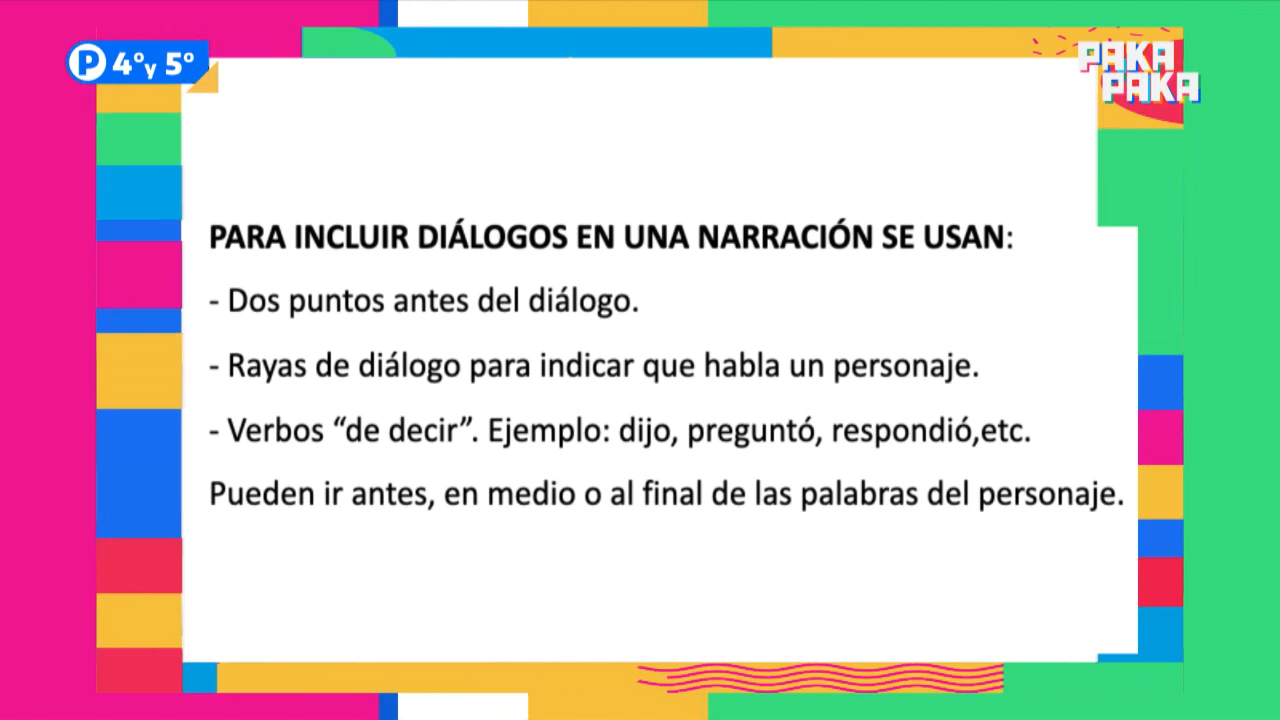 P 4° y 5°
PAKA
PAKA
PARA INCLUIR DIÁLOGOS EN UNA NARRACIÓN SE USAN:
- Dos puntos antes del diálogo.
- Rayas de diálogo para indicar que habla un personaje.
- Verbos “de decir”. Ejemplo: dijo, preguntó, respondió,etc.
Pueden ir antes, en medio o al final de las palabras del personaje.